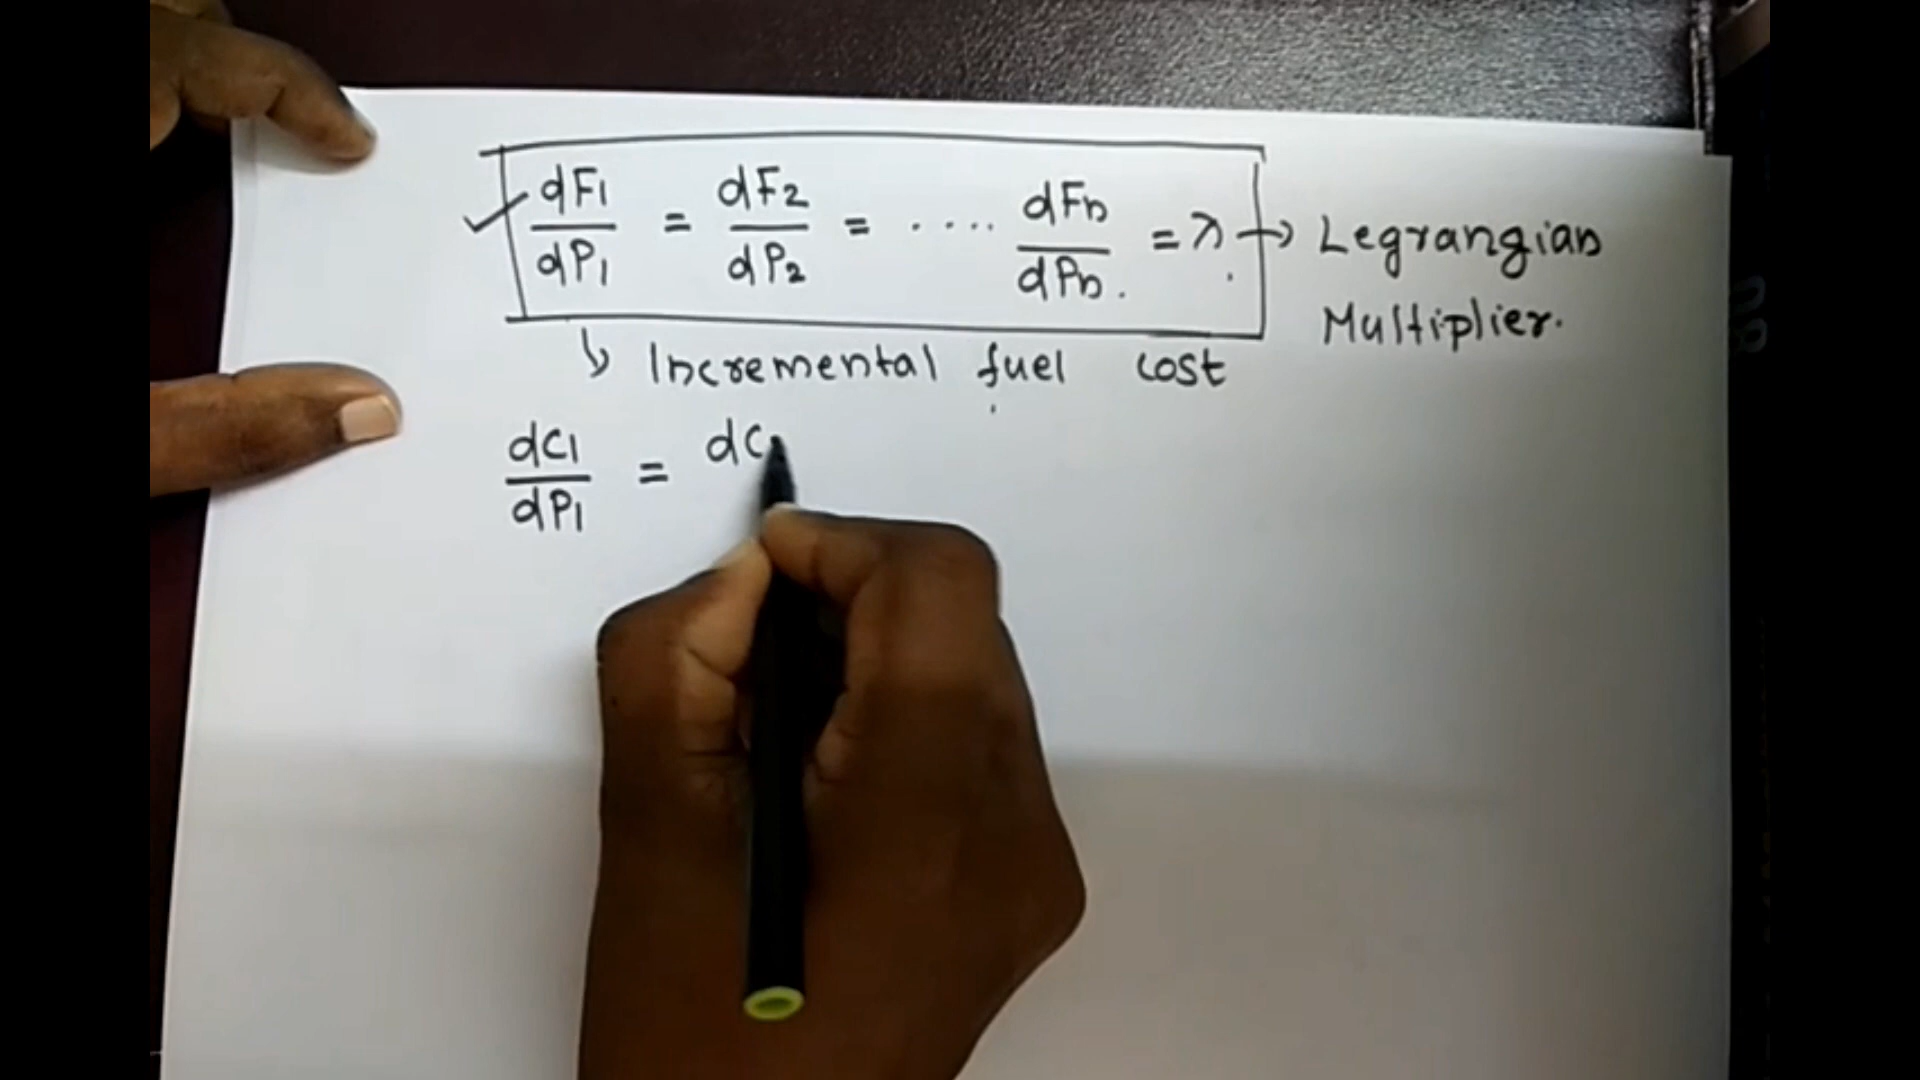 dF1/dP1 = dF2/dP2 = ..... dFn/dPn. = λ → Legrangian
Multiplier.
↳ Incremental fuel cost
dC1/dP1 = dC